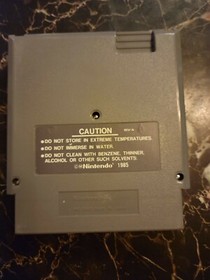 CAUTION
• DO NOT STORE IN EXTREME TEMPERATURES.
• DO NOT IMMERSE IN WATER.
• DO NOT CLEAN WITH BENZENE, THINNER,
ALCOHOL OR OTHER SUCH SOLVENTS.
Nintendo 1985